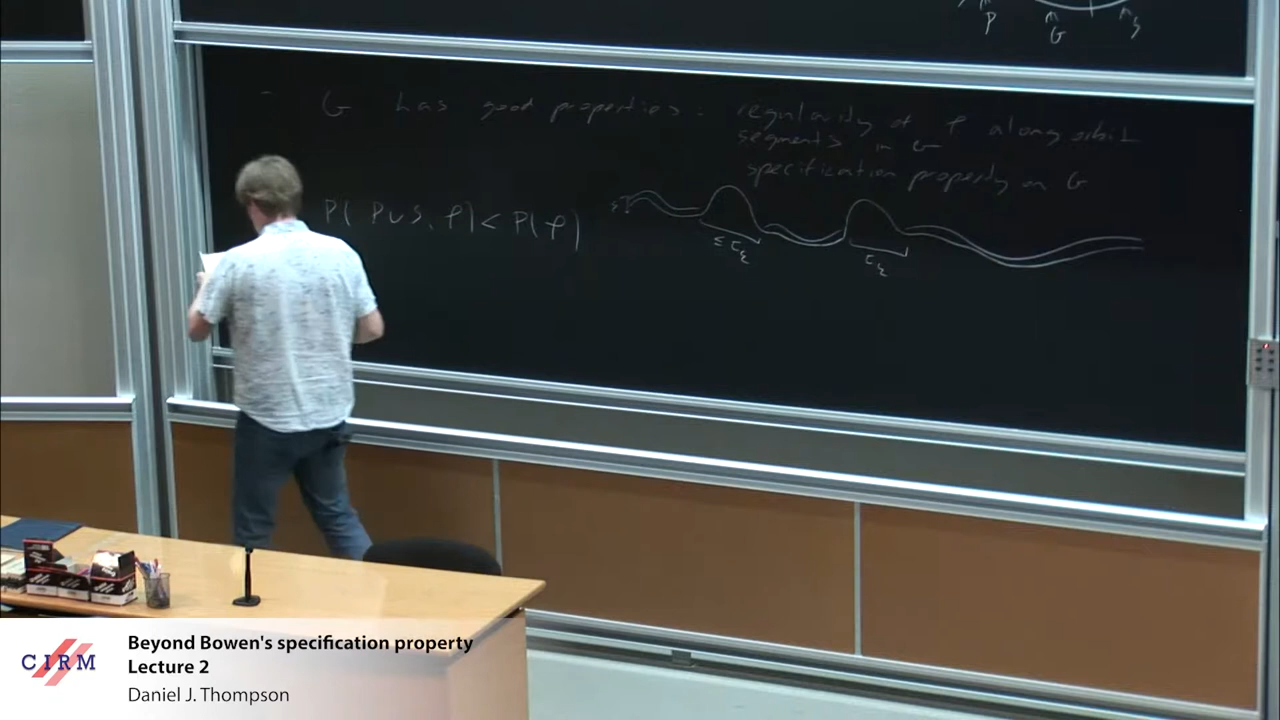 P
G
S
G has good properties: regularity of φ along orbit
segments in G
specification property on G
P( P∪S, φ) < P(φ)
≤ τ_ε
τ_ε
CIRM
Beyond Bowen's specification property
Lecture 2
Daniel J. Thompson